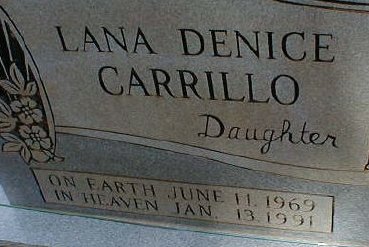 LANA DENICE
CARRILLO
Daughter
ON EARTH JUNE 11, 1969
IN HEAVEN JAN. 13, 1991